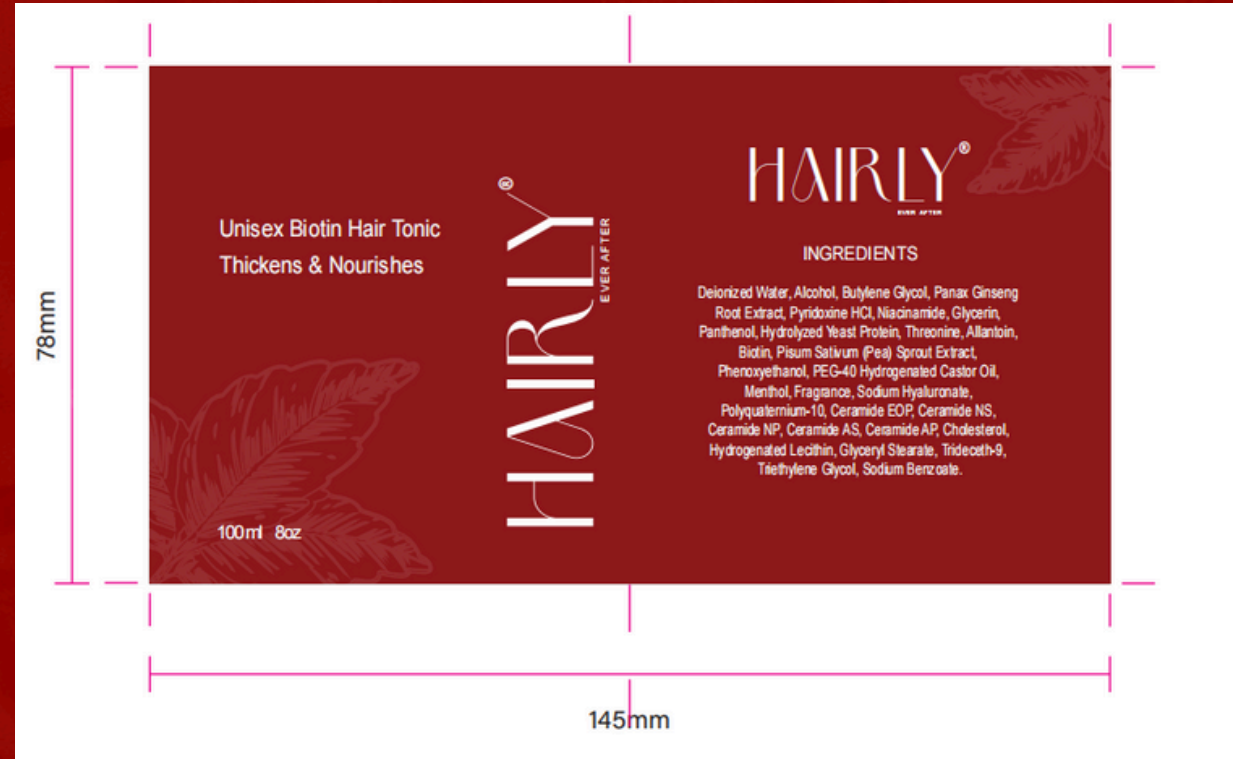 78mm
Unisex Biotin Hair Tonic
Thickens & Nourishes
100ml 8oz
HAIRLY®
EVER AFTER
HAIRLY®
EVER AFTER
INGREDIENTS
Deionized Water, Alcohol, Butylene Glycol, Panax Ginseng
Root Extract, Pyridoxine HCl, Niacinamide, Glycerin,
Panthenol, Hydrolyzed Yeast Protein, Threonine, Allantoin,
Biotin, Pisum Sativum (Pea) Sprout Extract,
Phenoxyethanol, PEG-40 Hydrogenated Castor Oil,
Menthol, Fragrance, Sodium Hyaluronate,
Polyquaternium-10, Ceramide EOP, Ceramide NS,
Ceramide NP, Ceramide AS, Ceramide AP, Cholesterol,
Hydrogenated Lecithin, Glyceryl Stearate, Trideceth-9,
Triethylene Glycol, Sodium Benzoate.
145mm